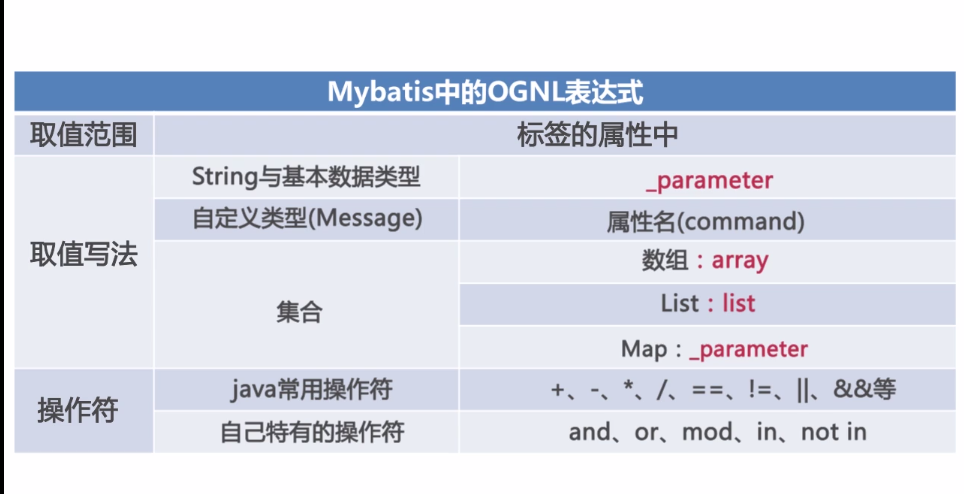 Mybatis中的OGNL表达式
取值范围 标签的属性中
取值写法
String与基本数据类型 _parameter
自定义类型(Message) 属性名(command)
集合
数组：array
List：list
Map：_parameter
操作符
java常用操作符 +、-、*、/、==、!=、||、&&等
自己特有的操作符 and、or、mod、in、not in